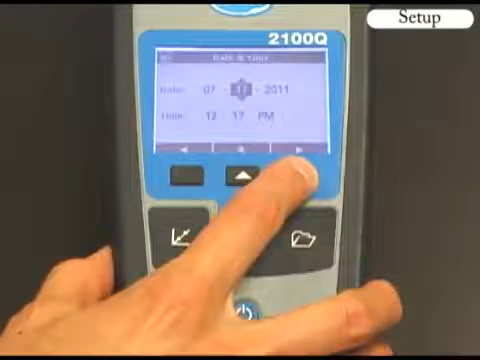 Setup
2100Q
Date & Time
Date: 07 - - 2011
Time: 12 17 PM